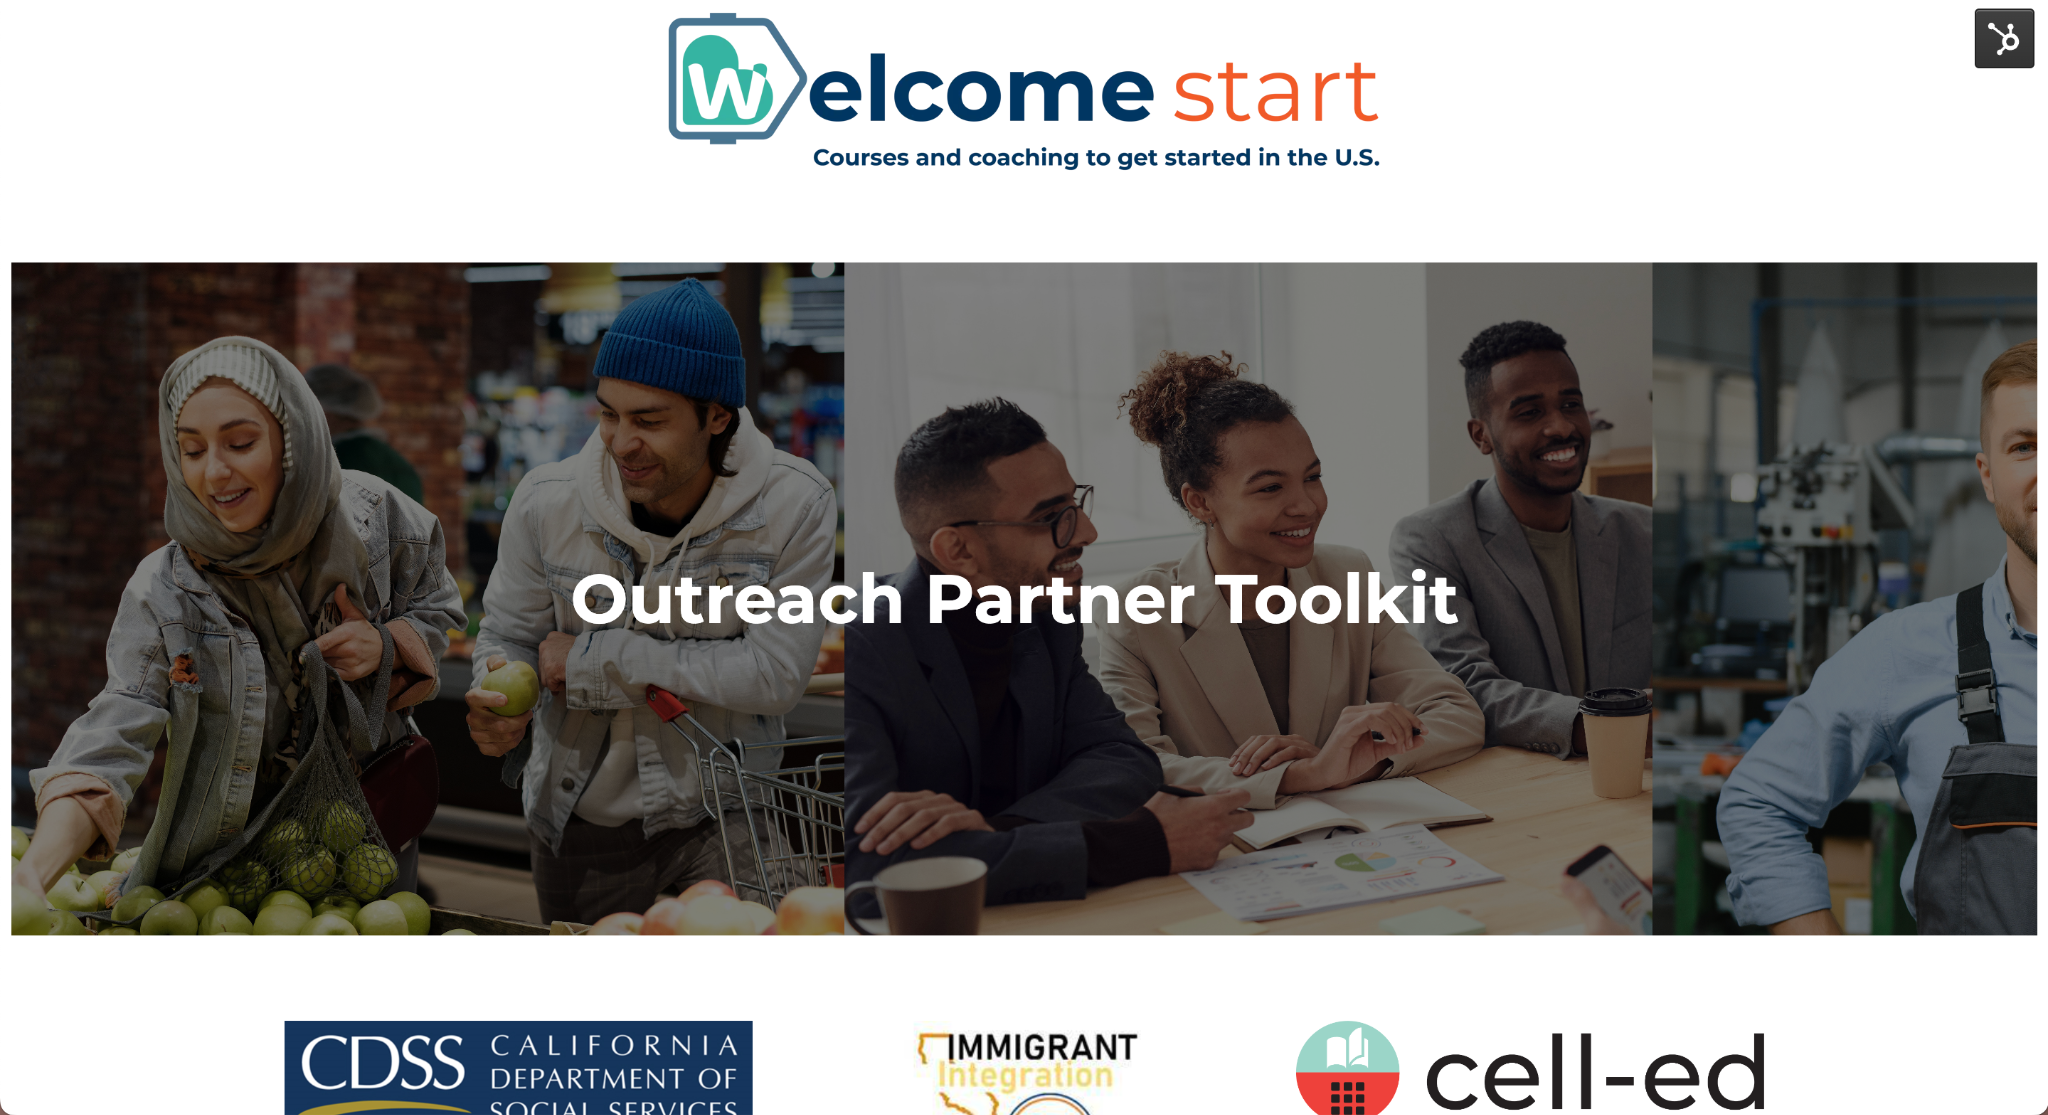 Welcome start
Courses and coaching to get started in the U.S.
Outreach Partner Toolkit
CDSS
CALIFORNIA
DEPARTMENT OF
SOCIAL SERVICES
IMMIGRANT
Integration
cell-ed